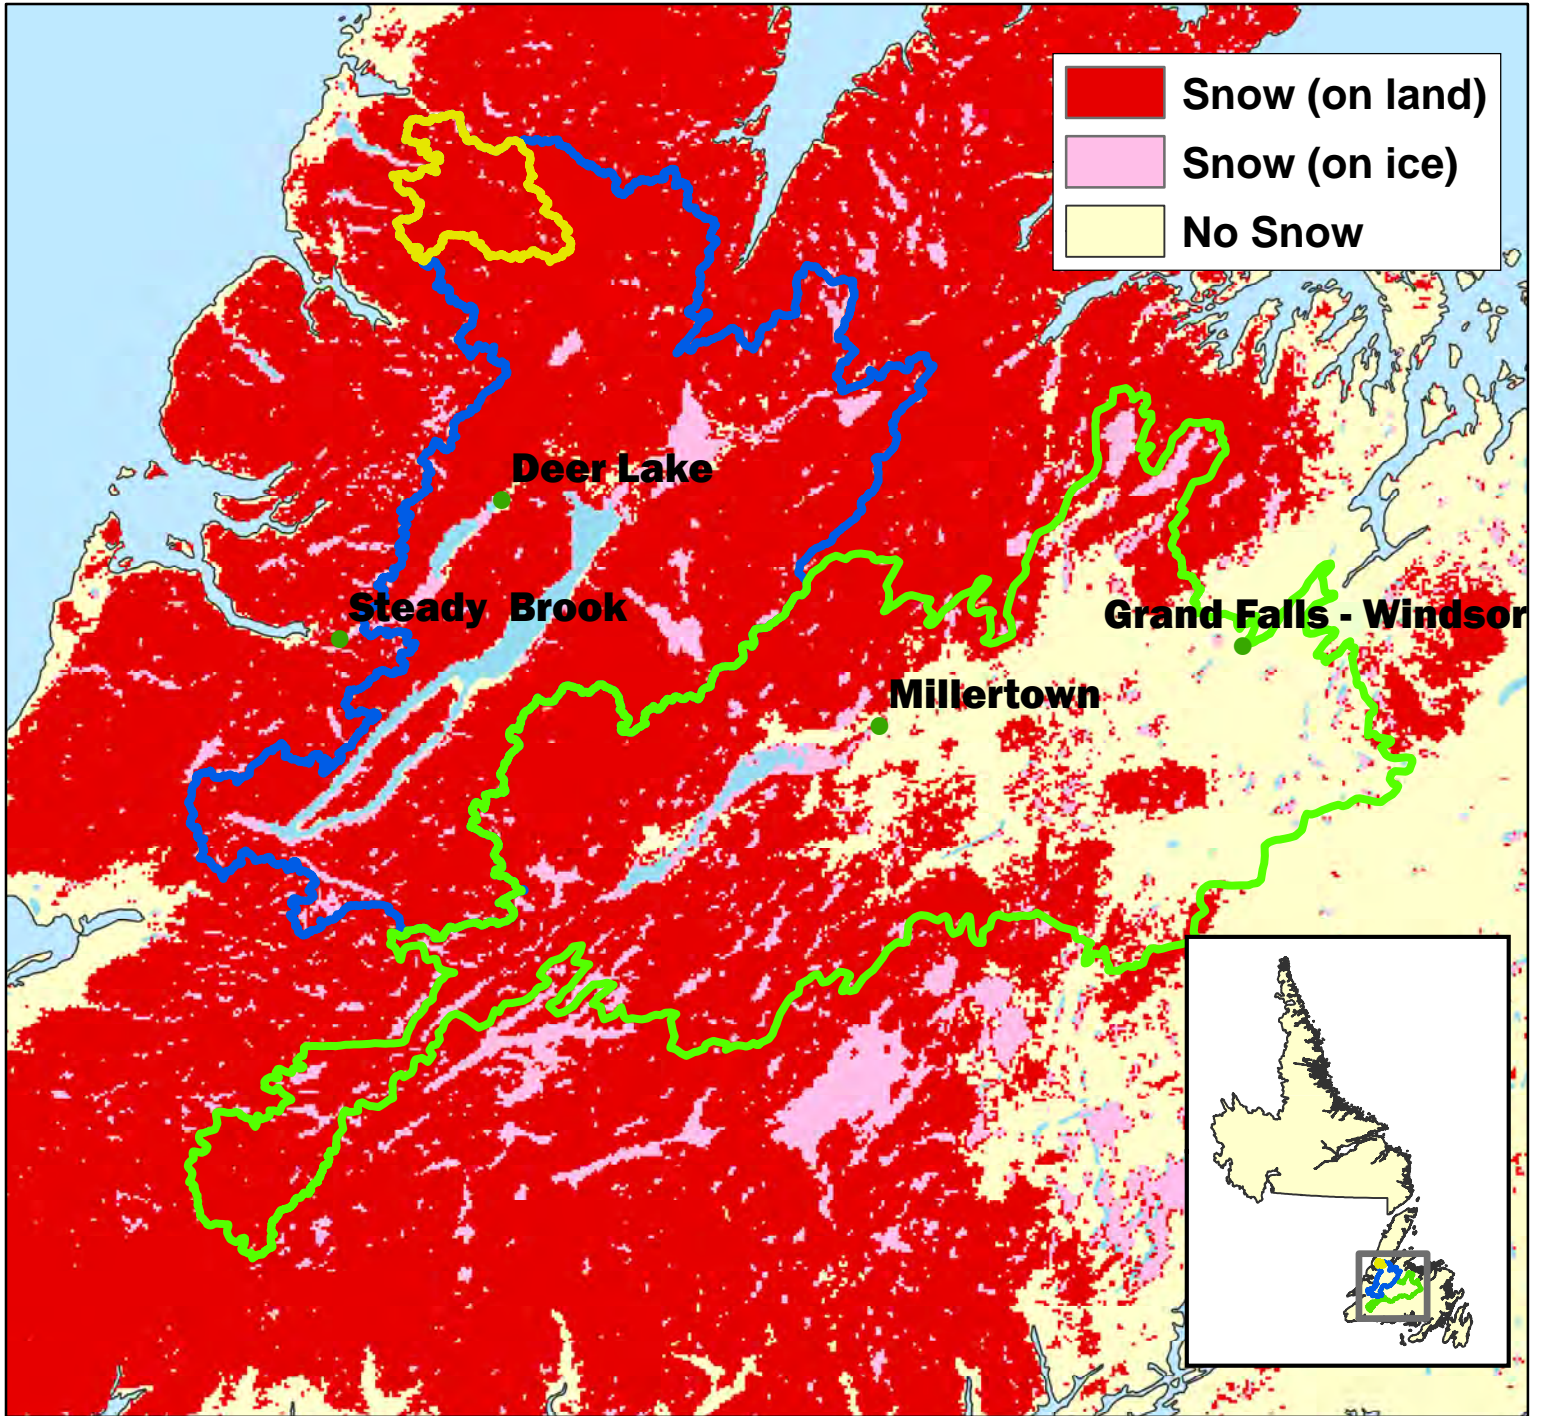 Snow (on land)
Snow (on ice)
No Snow
Deer Lake
Steady Brook
Grand Falls - Windsor
Millertown